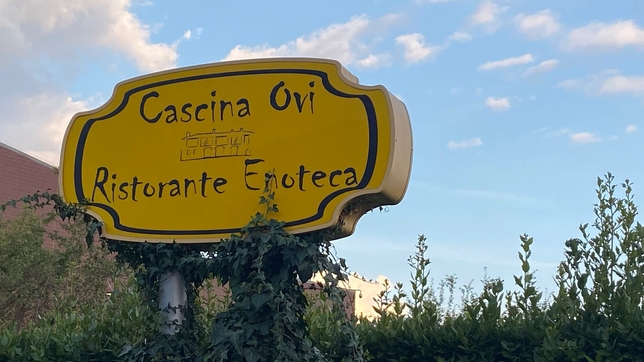 Cascina Ovi
Ristorante Enoteca